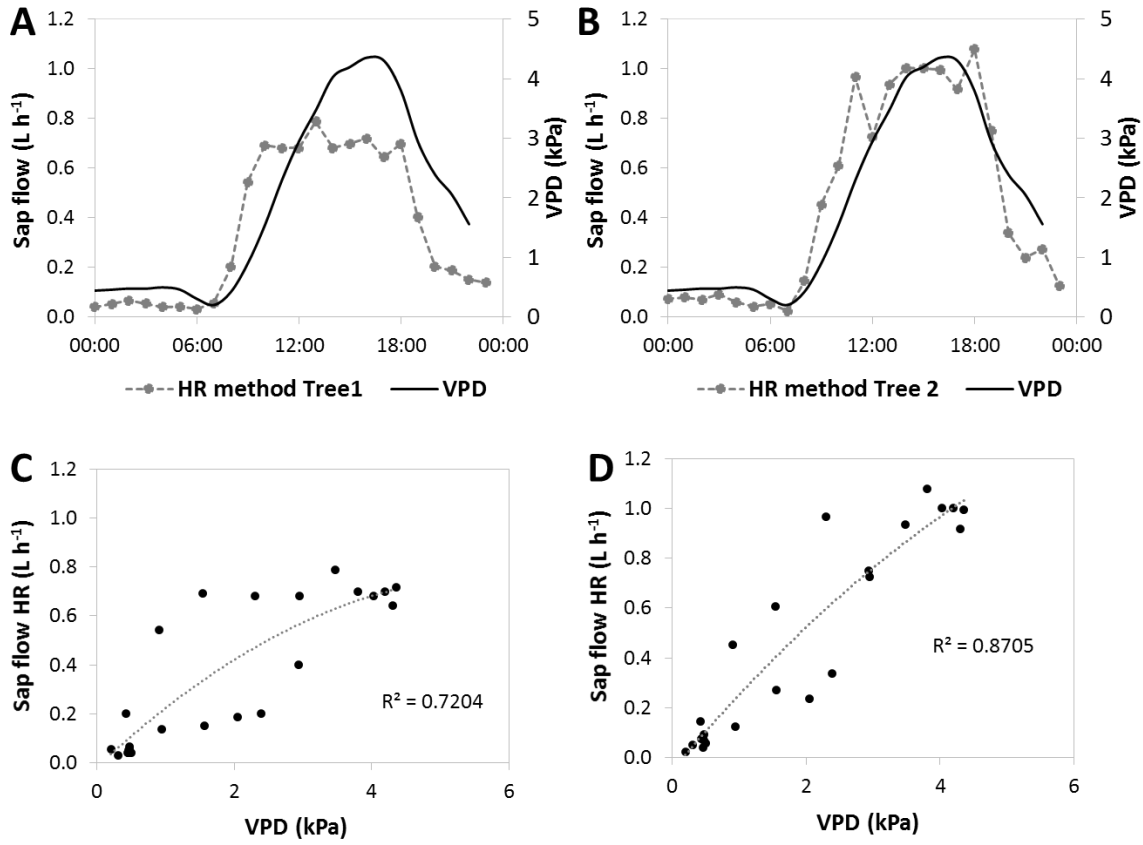 A
Sap flow (L h⁻¹)
1.2
1.0
0.8
0.6
0.4
0.2
0.0
5
4
3
2
1
0
VPD (kPa)
00:00 06:00 12:00 18:00 00:00
HR method Tree1 VPD
B
Sap flow (L h⁻¹)
1.2
1.0
0.8
0.6
0.4
0.2
0.0
5
4
3
2
1
0
VPD (kPa)
00:00 06:00 12:00 18:00 00:00
HR method Tree 2 VPD
C
Sap flow HR (L h⁻¹)
1.2
1.0
0.8
0.6
0.4
0.2
0.0
R² = 0.7204
0 2 4 6
VPD (kPa)
D
Sap flow HR (L h⁻¹)
1.2
1.0
0.8
0.6
0.4
0.2
0.0
R² = 0.8705
0 2 4 6
VPD (kPa)